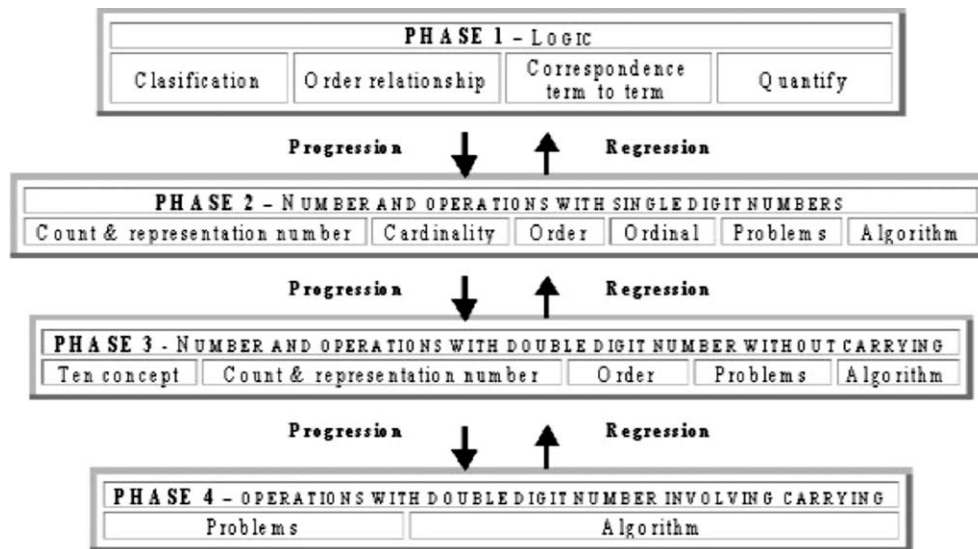 PHASE 1 – LOGIC
Clasification
Order relationship
Correspondence
term to term
Quantify
Progression
Regression
PHASE 2 – NUMBER AND OPERATIONS WITH SINGLE DIGIT NUMBERS
Count & representation number
Cardinality
Order
Ordinal
Problems
Algorithm
Progression
Regression
PHASE 3 - NUMBER AND OPERATIONS WITH DOUBLE DIGIT NUMBER WITHOUT CARRYING
Ten concept
Count & representation number
Order
Problems
Algorithm
Progression
Regression
PHASE 4 – OPERATIONS WITH DOUBLE DIGIT NUMBER INVOLVING CARRYING
Problems
Algorithm